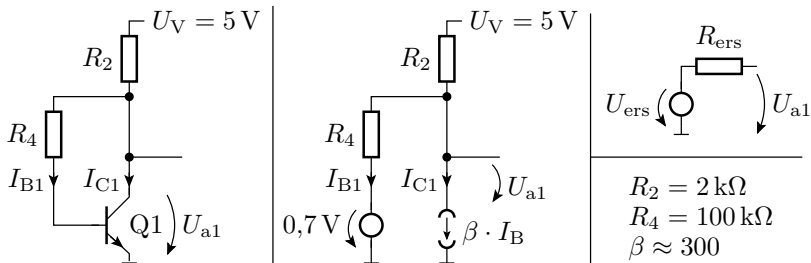 U_V = 5 V
R_2
R_4
I_B1
I_C1
Q1
U_a1
U_V = 5 V
R_2
R_4
I_B1
I_C1
U_a1
0,7 V
β · I_B
R_ers
U_ers
U_a1
R_2 = 2 kΩ
R_4 = 100 kΩ
β ≈ 300